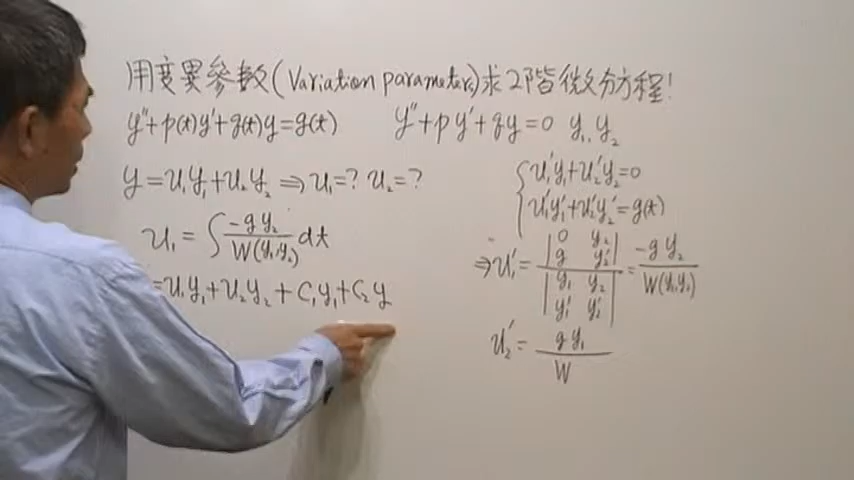 用變異參數(Variation parameters)求2階微分方程!
y''+p(t)y'+q(t)y=g(t)
y''+py'+qy=0 y₁, y₂
y=u₁y₁+u₂y₂ ⇒ u₁=? u₂=?
u₁=∫ -gy₂/W(y₁,y₂) dt
=u₁y₁+u₂y₂+c₁y₁+c₂y
{u₁'y₁+u₂'y₂=0
u₁'y₁'+u₂'y₂'=g(t)
⇒u₁'= |0 y₂; g y₂'| / |y₁ y₂; y₁' y₂'| = -gy₂/W(y₁,y₂)
u₂'= gy₁/W